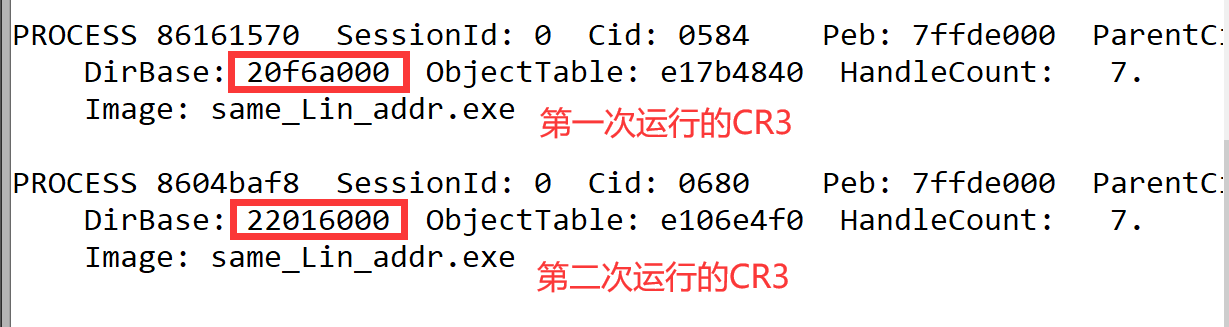 PROCESS 86161570  SessionId: 0  Cid: 0584    Peb: 7ffde000  ParentCi
DirBase: 20f6a000  ObjectTable: e17b4840  HandleCount:   7.
Image: same_Lin_addr.exe
第一次运行的CR3
PROCESS 8604baf8  SessionId: 0  Cid: 0680    Peb: 7ffde000  ParentCi
DirBase: 22016000  ObjectTable: e106e4f0  HandleCount:   7.
Image: same_Lin_addr.exe
第二次运行的CR3